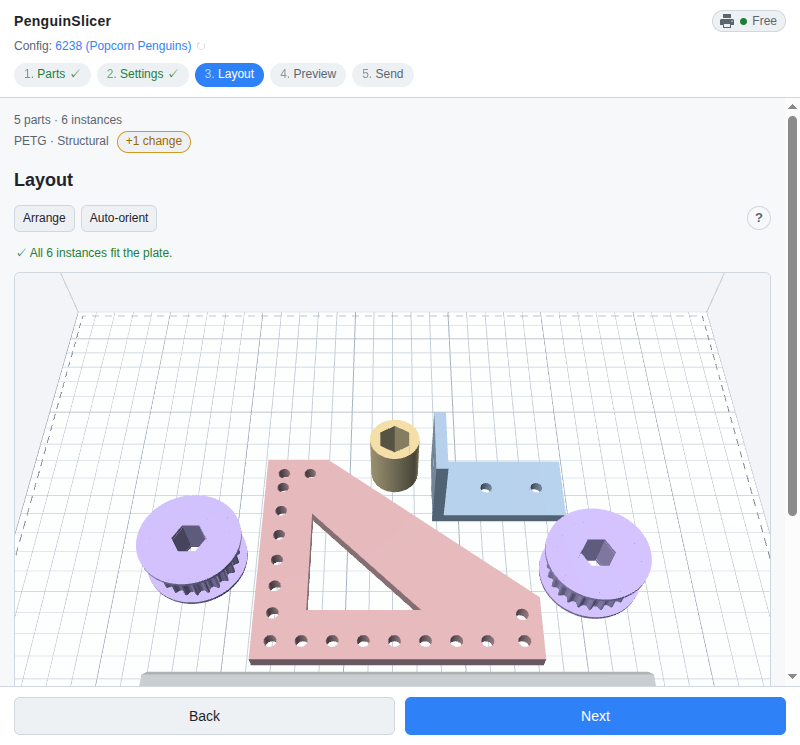 PenguinSlicer
Free
Config: 6238 (Popcorn Penguins)
1. Parts ✓
2. Settings ✓
3. Layout
4. Preview
5. Send
5 parts · 6 instances
PETG · Structural
+1 change
Layout
Arrange
Auto-orient
?
✓ All 6 instances fit the plate.
Back
Next